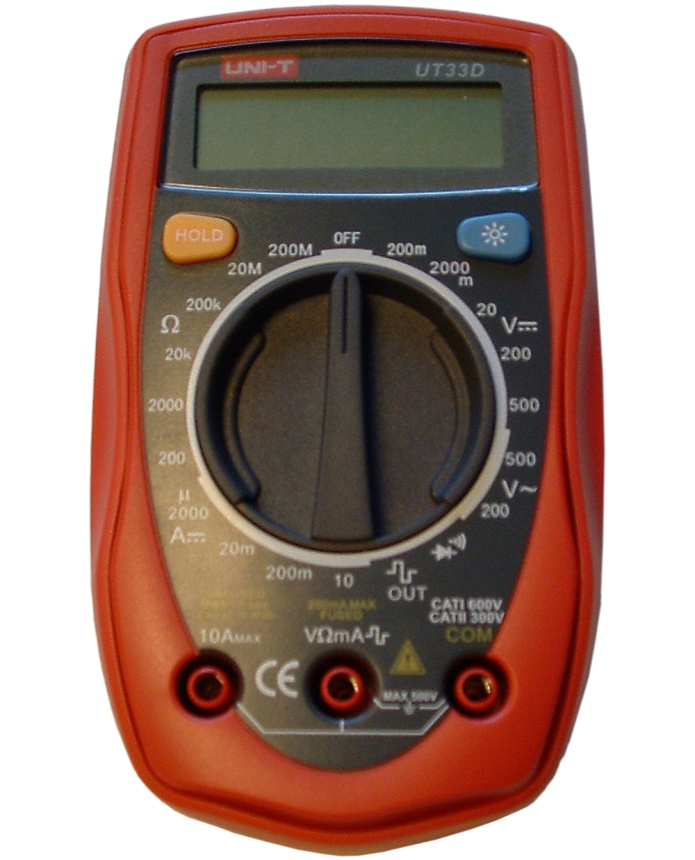 UNI-T UT33D
HOLD
OFF
200m
2000
m
20
V⎓
200
500
500
V~
200
OUT
10
200m
20m
A⎓
2000
µ
200
2000
20k
Ω
200k
20M
200M
200mA MAX
FUSED
CATI 600V
CATII 300V
10AMAX VΩmA COM
CE
MAX 500V